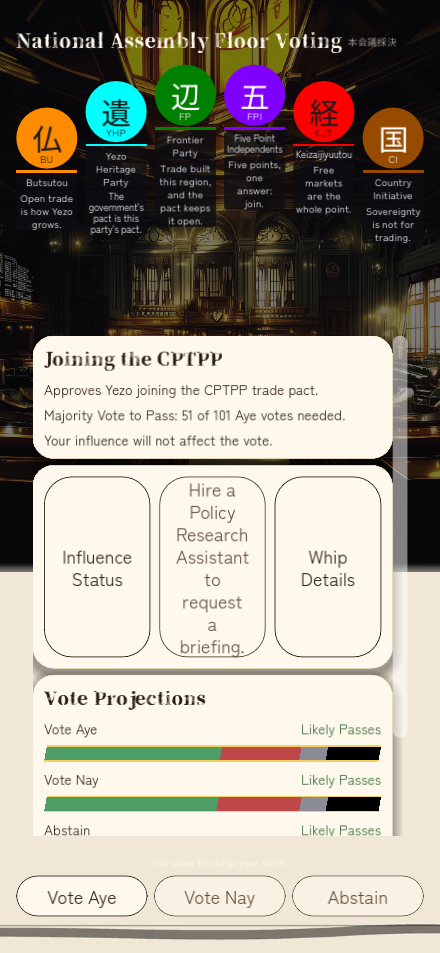 National Assembly Floor Voting 本会議採決
仏
BU
Butsutou
Open trade
is how Yezo
grows.
遺
YHP
Yezo
Heritage
Party
The
government's
pact is this
party's pact.
辺
FP
Frontier
Party
Trade built
this region,
and the
pact keeps
it open.
五
FPI
Five Point
Independents
Five points,
one
answer:
join.
経
KJT
Keizaijiyuutou
Free
markets
are the
whole point.
国
CI
Country
Initiative
Sovereignty
is not for
trading.
Joining the CPTPP
Approves Yezo joining the CPTPP trade pact.
Majority Vote to Pass: 51 of 101 Aye votes needed.
Your influence will not affect the vote.
Influence
Status
Hire a
Policy
Research
Assistant
to
request
a
briefing.
Whip
Details
Vote Projections
Vote Aye Likely Passes
Vote Nay Likely Passes
Abstain Likely Passes
You gave the whip your word.
Vote Aye Vote Nay Abstain